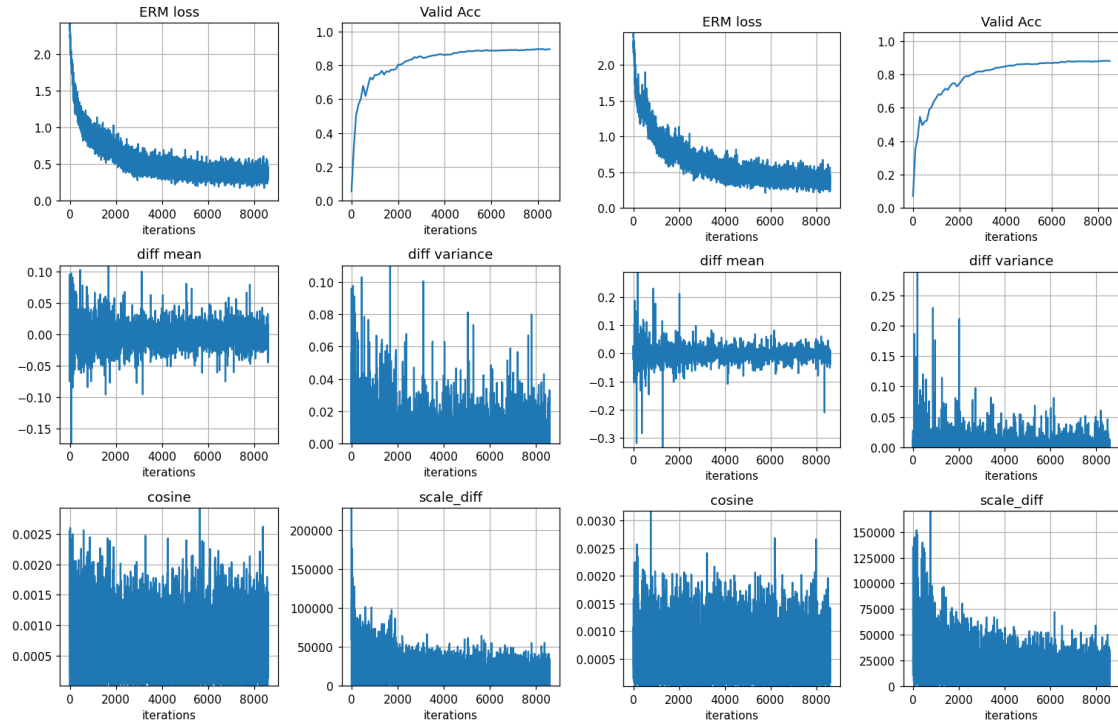 ERM loss
2.0
1.5
1.0
0.5
0.0
0 2000 4000 6000 8000
iterations
Valid Acc
1.0
0.8
0.6
0.4
0.2
0.0
0 2000 4000 6000 8000
iterations
ERM loss
2.5
2.0
1.5
1.0
0.5
0.0
0 2000 4000 6000 8000
iterations
Valid Acc
1.0
0.8
0.6
0.4
0.2
0.0
0 2000 4000 6000 8000
iterations
diff mean
0.10
0.05
0.00
−0.05
−0.10
−0.15
0 2000 4000 6000 8000
iterations
diff variance
0.10
0.08
0.06
0.04
0.02
0.00
0 2000 4000 6000 8000
iterations
diff mean
0.2
0.1
0.0
−0.1
−0.2
−0.3
0 2000 4000 6000 8000
iterations
diff variance
0.25
0.20
0.15
0.10
0.05
0.00
0 2000 4000 6000 8000
iterations
cosine
0.0025
0.0020
0.0015
0.0010
0.0005
0 2000 4000 6000 8000
iterations
scale_diff
200000
150000
100000
50000
0
0 2000 4000 6000 8000
iterations
cosine
0.0030
0.0025
0.0020
0.0015
0.0010
0.0005
0 2000 4000 6000 8000
iterations
scale_diff
150000
125000
100000
75000
50000
25000
0
0 2000 4000 6000 8000
iterations